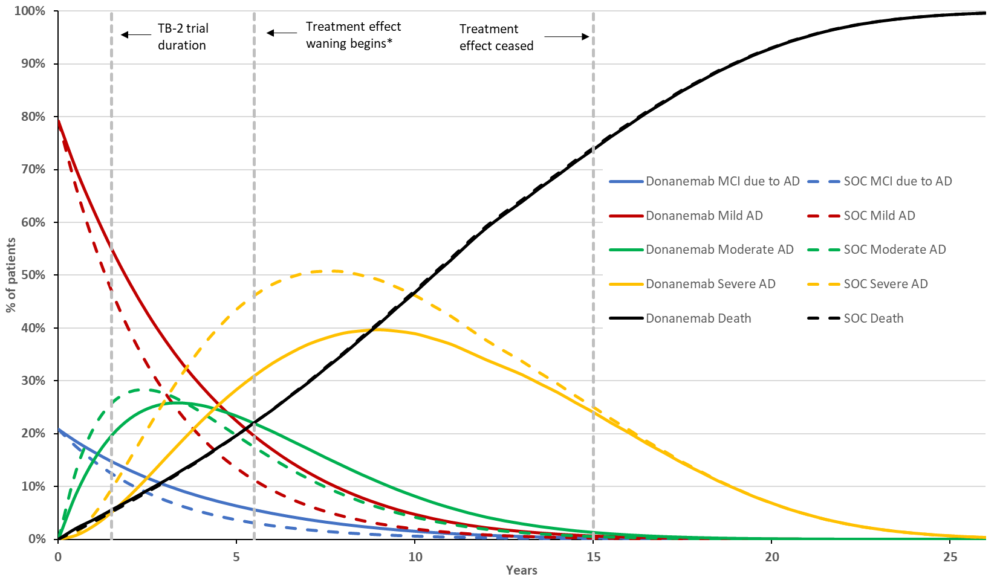 100%
90%
80%
70%
60%
50%
40%
30%
20%
10%
0%
% of patients
TB-2 trial
duration
Treatment effect
waning begins*
Treatment
effect ceased
Donanemab MCI due to AD
SOC MCI due to AD
Donanemab Mild AD
SOC Mild AD
Donanemab Moderate AD
SOC Moderate AD
Donanemab Severe AD
SOC Severe AD
Donanemab Death
SOC Death
0
5
10
15
20
25
Years